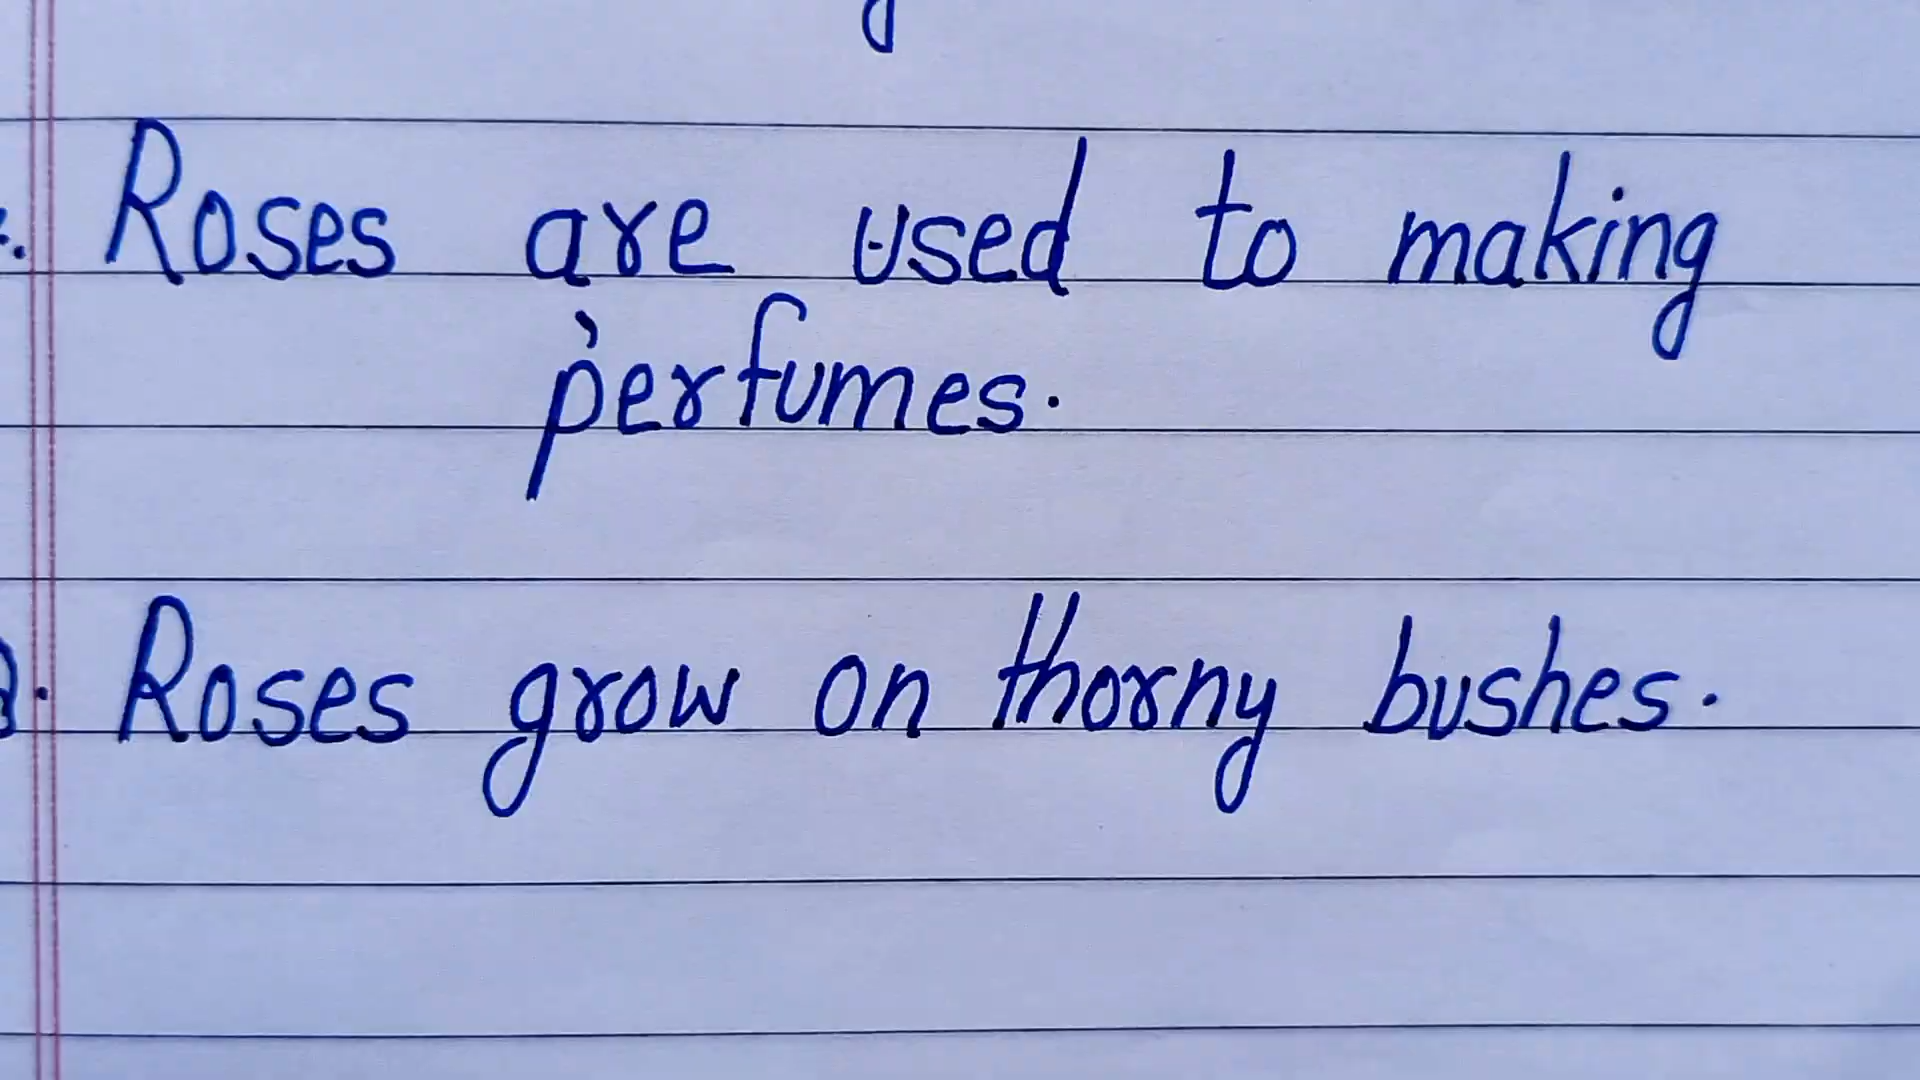 Roses are used to making
perfumes.
Roses grow on thorny bushes.